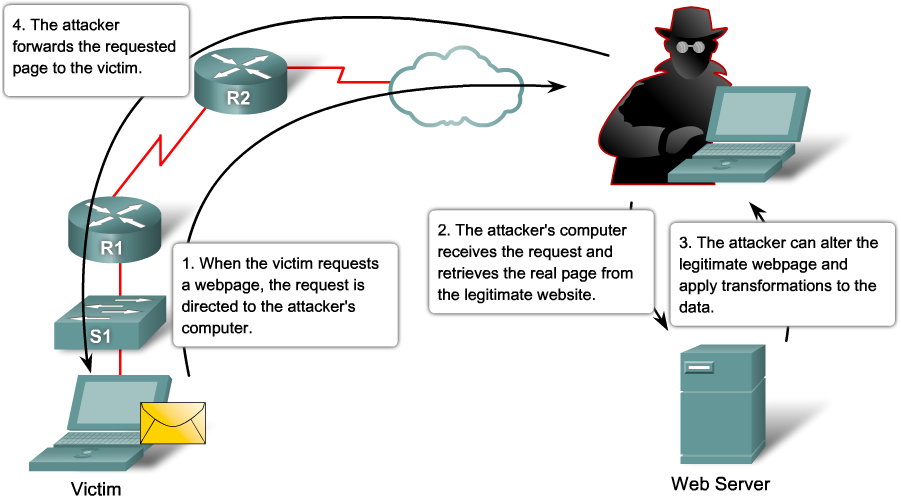 4. The attacker
forwards the requested
page to the victim.
R2
R1
1. When the victim requests
a webpage, the request is
directed to the attacker's
computer.
2. The attacker's computer
receives the request and
retrieves the real page from
the legitimate website.
3. The attacker can alter the
legitimate webpage and
apply transformations to the
data.
S1
Victim
Web Server